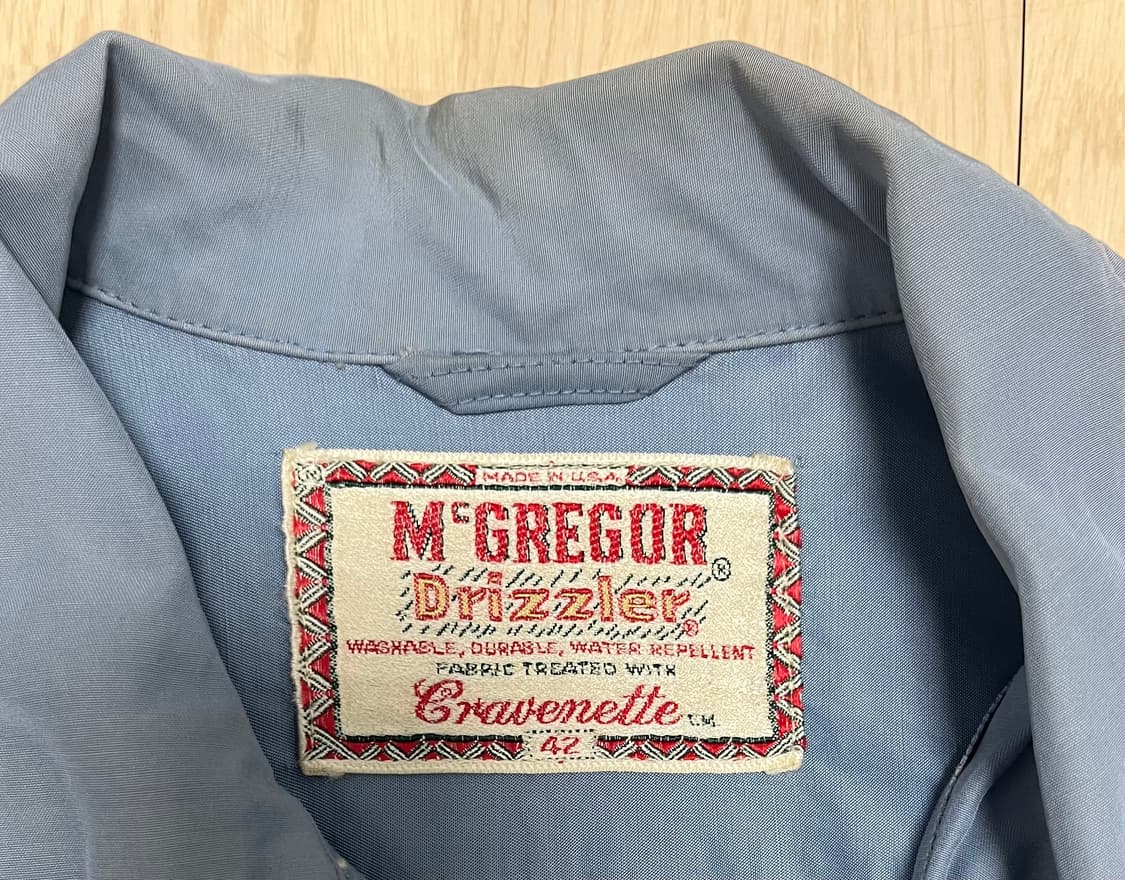 MADE IN U.S.A.
McGREGOR®
Drizzler®
WASHABLE, DURABLE, WATER REPELLENT
FABRIC TREATED WITH
Cravenette T.M.
42